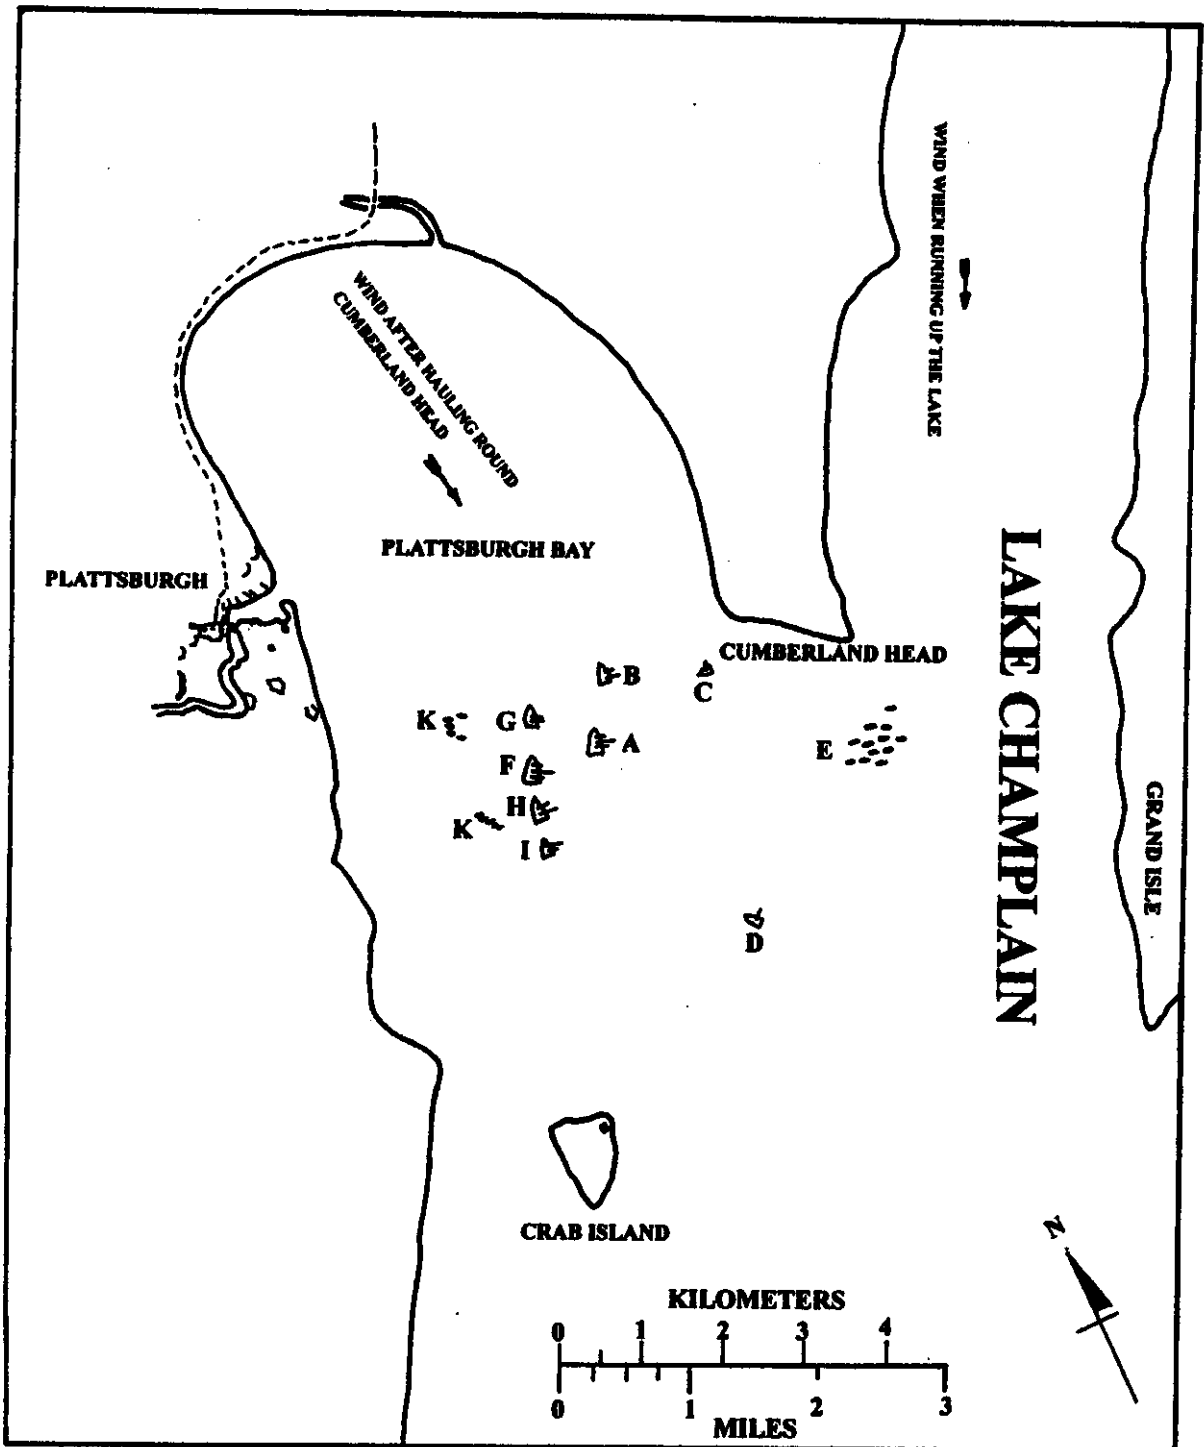 WIND WHEN RUNNING UP THE LAKE
WIND AFTER HAULING ROUND
CUMBERLAND HEAD
PLATTSBURGH BAY
PLATTSBURGH
LAKE CHAMPLAIN
CUMBERLAND HEAD
GRAND ISLE
B
C
K
G
A
E
F
H
K
I
D
CRAB ISLAND
N
KILOMETERS
0 1 2 3 4
0 1 2 3
MILES